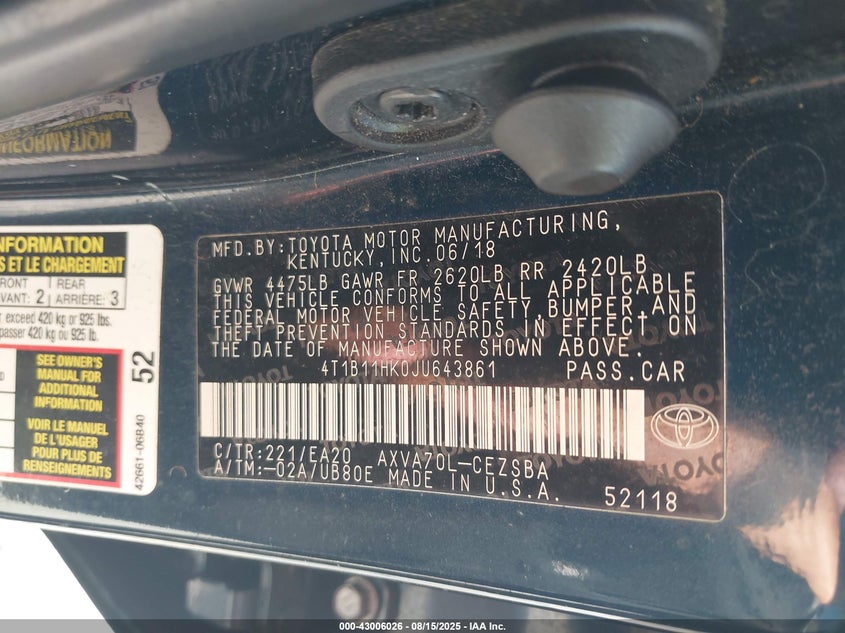 MFD.BY:TOYOTA MOTOR MANUFACTURING,
KENTUCKY, INC.06/18
GVWR 4475LB GAWR FR 2620LB RR 2420LB
THIS VEHICLE CONFORMS TO ALL APPLICABLE
FEDERAL MOTOR VEHICLE SAFETY,BUMPER,AND
THEFT PREVENTION STANDARDS IN EFFECT ON
THE DATE OF MANUFACTURE SHOWN ABOVE.
4T1B11HK0JU643861 PASS.CAR
C/TR:221/EA20 AXVA70L-CEZSBA
A/TM:-02A/UB80E MADE IN U.S.A.
52118
INFORMATION
S ET LE CHARGEMENT
FRONT 2 REAR 3
AVANT: ARRIÈRE:
exceed 420 kg or 925 lbs.
passer 420 kg ou 925 lb.
SEE OWNER'S
MANUAL FOR
ADDITIONAL
INFORMATION
VOIR LE MANUEL
DE L'USAGER
POUR PLUS DE
RENSEIGNEMENTS
52
42661-06B40
TOYOTA
000-43006026 - 08/15/2025 - IAA Inc.